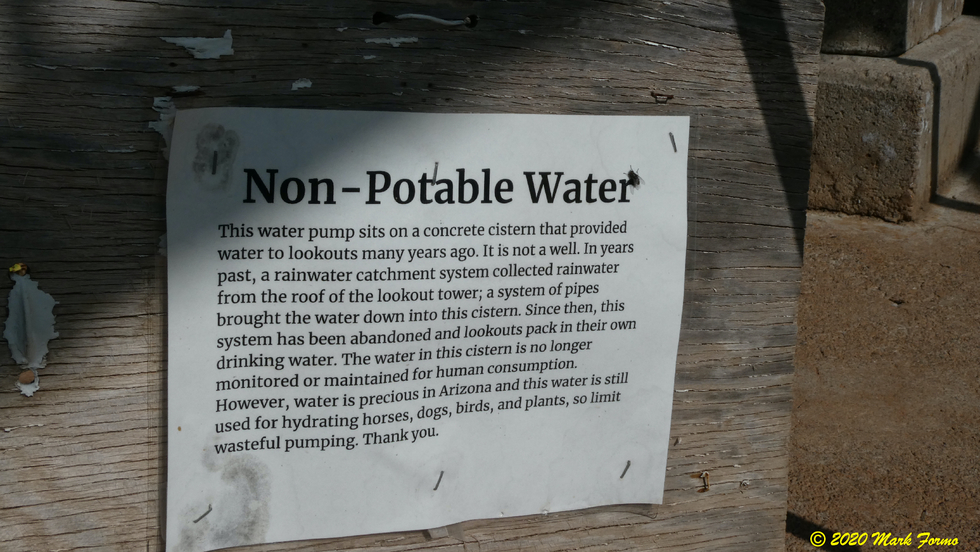 Non-Potable Water
This water pump sits on a concrete cistern that provided
water to lookouts many years ago. It is not a well. In years
past, a rainwater catchment system collected rainwater
from the roof of the lookout tower; a system of pipes
brought the water down into this cistern. Since then, this
system has been abandoned and lookouts pack in their own
drinking water. The water in this cistern is no longer
monitored or maintained for human consumption.
However, water is precious in Arizona and this water is still
used for hydrating horses, dogs, birds, and plants, so limit
wasteful pumping. Thank you.
© 2020 Mark Formo